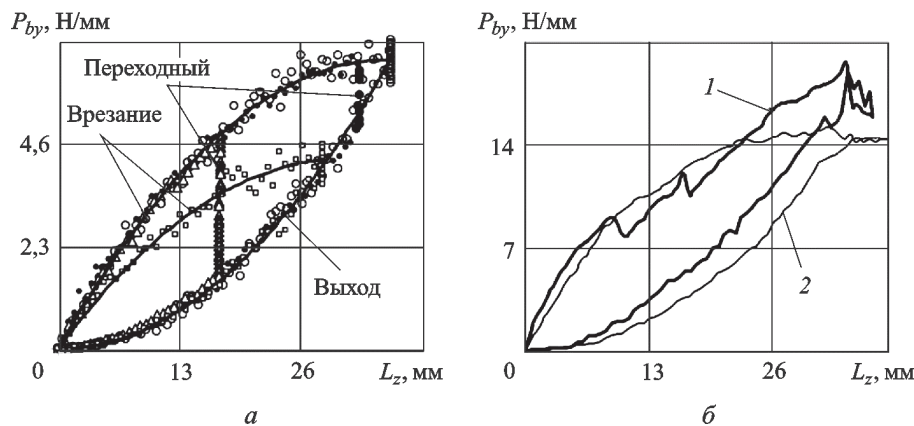 P_by, Н/мм
Переходный
Врезание
4,6
2,3
Выход
0
13
26
L_z, мм
а
P_by, Н/мм
1
14
7
2
0
13
26
L_z, мм
б